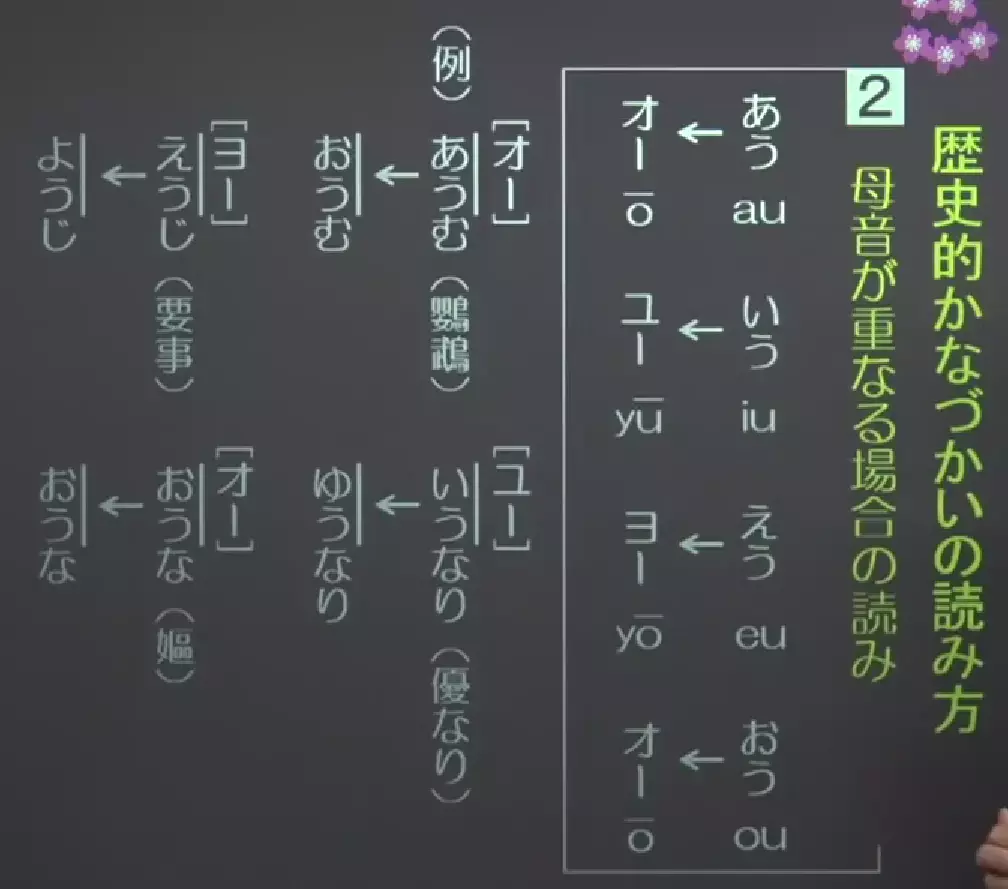 歴史的かなづかいの読み方
2 母音が重なる場合の読み
あう au
いう iu
えう eu
おう ou
← ← ← ←
オー ō
ユー yū
ヨー yō
オー ō
(例)
[オー]
あうむ(鸚鵡)
←
おうむ
[ユー]
いうなり(優なり)
←
ゆうなり
[ヨー]
えうじ(要事)
←
ようじ
[オー]
おうな(嫗)
←
おうな